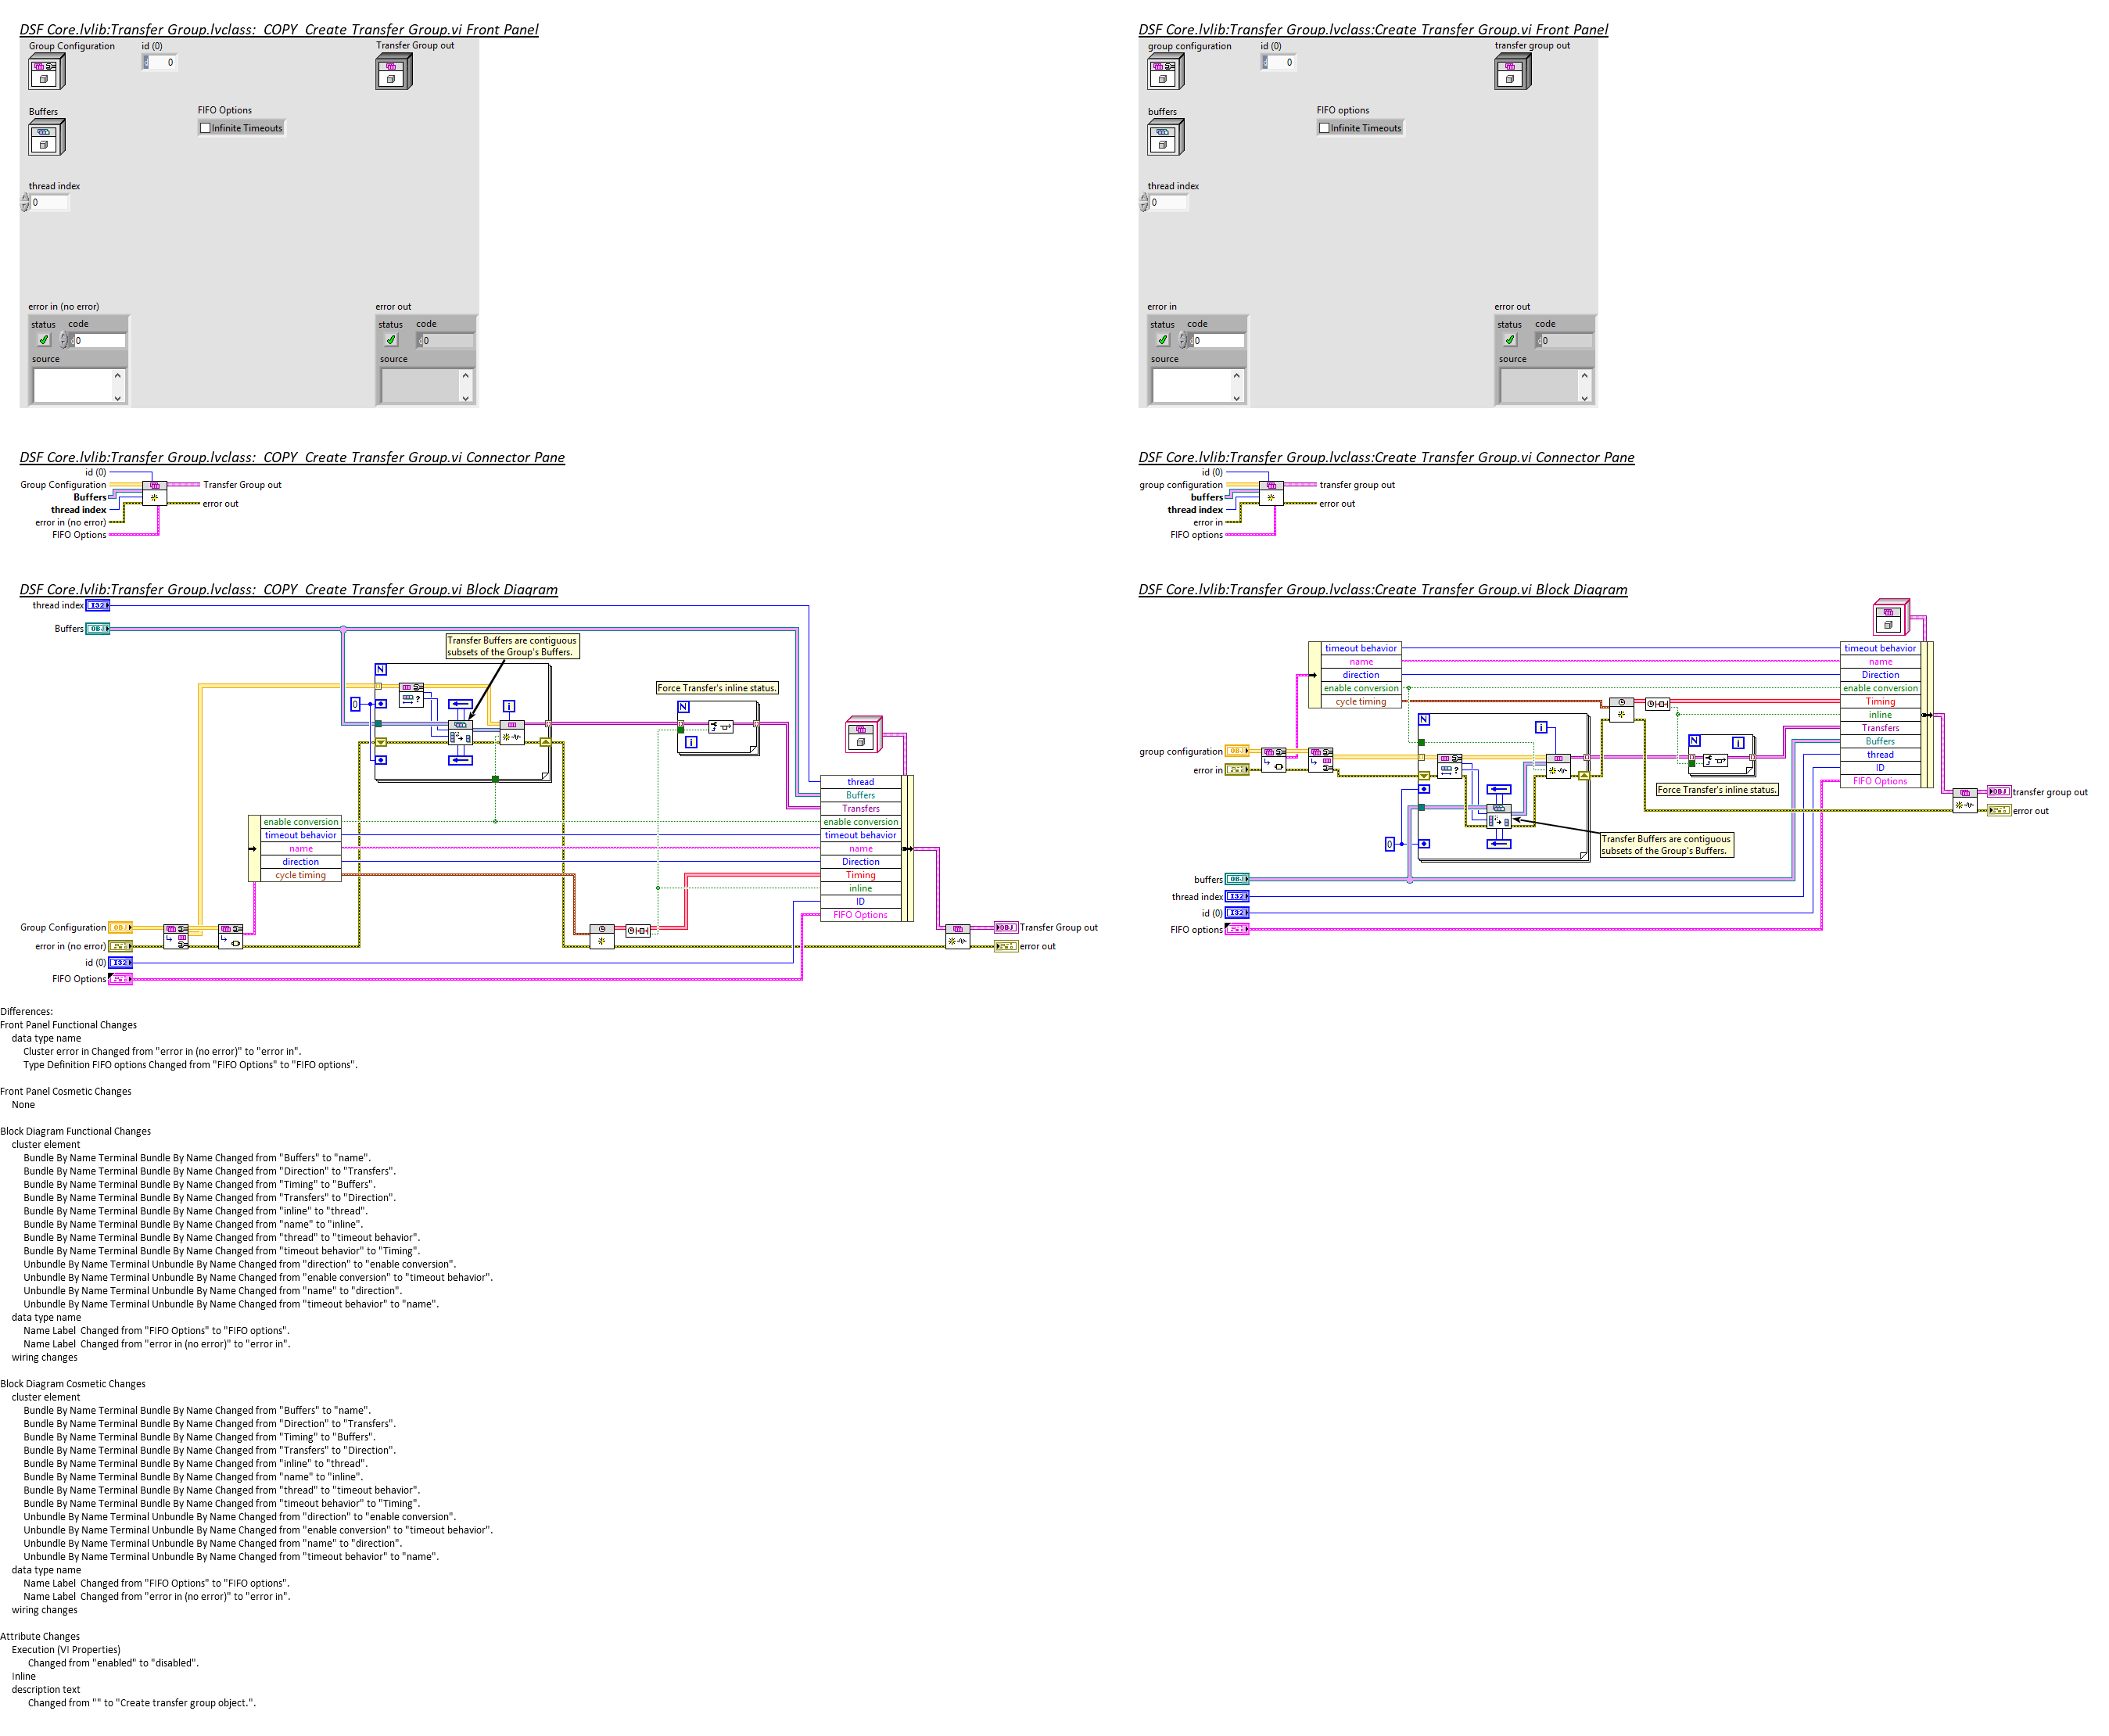 DSF Core.lvlib:Transfer Group.lvclass:  COPY  Create Transfer Group.vi Front Panel
Group Configuration
id (0)
0
Transfer Group out
Buffers
FIFO Options
Infinite Timeouts
thread index
0
error in (no error)
status code
0
source
error out
status code
0
source
DSF Core.lvlib:Transfer Group.lvclass:  COPY  Create Transfer Group.vi Connector Pane
id (0)
Group Configuration
Buffers
thread index
error in (no error)
FIFO Options
Transfer Group out
error out
DSF Core.lvlib:Transfer Group.lvclass:  COPY  Create Transfer Group.vi Block Diagram
thread index
I32
Buffers
OBJ
Transfer Buffers are contiguous
subsets of the Group's Buffers.
N
0
?
i
Force Transfer's inline status.
N
i
thread
Buffers
Transfers
enable conversion
timeout behavior
name
Direction
Timing
inline
ID
FIFO Options
enable conversion
timeout behavior
name
direction
cycle timing
Group Configuration
OBJ
error in (no error)
id (0)
I32
FIFO Options
OBJ
Transfer Group out
error out
DSF Core.lvlib:Transfer Group.lvclass:Create Transfer Group.vi Front Panel
group configuration
id (0)
0
transfer group out
buffers
FIFO options
Infinite Timeouts
thread index
0
error in
status code
0
source
error out
status code
0
source
DSF Core.lvlib:Transfer Group.lvclass:Create Transfer Group.vi Connector Pane
id (0)
group configuration
buffers
thread index
error in
FIFO options
transfer group out
error out
DSF Core.lvlib:Transfer Group.lvclass:Create Transfer Group.vi Block Diagram
timeout behavior
name
direction
enable conversion
cycle timing
timeout behavior
name
Direction
enable conversion
Timing
inline
Transfers
Buffers
thread
ID
FIFO Options
group configuration
OBJ
error in
N
i
?
0
N
i
Force Transfer's inline status.
Transfer Buffers are contiguous
subsets of the Group's Buffers.
buffers
OBJ
thread index
I32
id (0)
I32
FIFO options
OBJ
transfer group out
error out
Differences:
Front Panel Functional Changes
data type name
Cluster error in Changed from "error in (no error)" to "error in".
Type Definition FIFO options Changed from "FIFO Options" to "FIFO options".
Front Panel Cosmetic Changes
None
Block Diagram Functional Changes
cluster element
Bundle By Name Terminal Bundle By Name Changed from "Buffers" to "name".
Bundle By Name Terminal Bundle By Name Changed from "Direction" to "Transfers".
Bundle By Name Terminal Bundle By Name Changed from "Timing" to "Buffers".
Bundle By Name Terminal Bundle By Name Changed from "Transfers" to "Direction".
Bundle By Name Terminal Bundle By Name Changed from "inline" to "thread".
Bundle By Name Terminal Bundle By Name Changed from "name" to "inline".
Bundle By Name Terminal Bundle By Name Changed from "thread" to "timeout behavior".
Bundle By Name Terminal Bundle By Name Changed from "timeout behavior" to "Timing".
Unbundle By Name Terminal Unbundle By Name Changed from "direction" to "enable conversion".
Unbundle By Name Terminal Unbundle By Name Changed from "enable conversion" to "timeout behavior".
Unbundle By Name Terminal Unbundle By Name Changed from "name" to "direction".
Unbundle By Name Terminal Unbundle By Name Changed from "timeout behavior" to "name".
data type name
Name Label  Changed from "FIFO Options" to "FIFO options".
Name Label  Changed from "error in (no error)" to "error in".
wiring changes
Block Diagram Cosmetic Changes
cluster element
Bundle By Name Terminal Bundle By Name Changed from "Buffers" to "name".
Bundle By Name Terminal Bundle By Name Changed from "Direction" to "Transfers".
Bundle By Name Terminal Bundle By Name Changed from "Timing" to "Buffers".
Bundle By Name Terminal Bundle By Name Changed from "Transfers" to "Direction".
Bundle By Name Terminal Bundle By Name Changed from "inline" to "thread".
Bundle By Name Terminal Bundle By Name Changed from "name" to "inline".
Bundle By Name Terminal Bundle By Name Changed from "thread" to "timeout behavior".
Bundle By Name Terminal Bundle By Name Changed from "timeout behavior" to "Timing".
Unbundle By Name Terminal Unbundle By Name Changed from "direction" to "enable conversion".
Unbundle By Name Terminal Unbundle By Name Changed from "enable conversion" to "timeout behavior".
Unbundle By Name Terminal Unbundle By Name Changed from "name" to "direction".
Unbundle By Name Terminal Unbundle By Name Changed from "timeout behavior" to "name".
data type name
Name Label  Changed from "FIFO Options" to "FIFO options".
Name Label  Changed from "error in (no error)" to "error in".
wiring changes
Attribute Changes
Execution (VI Properties)
Changed from "enabled" to "disabled".
Inline
description text
Changed from "" to "Create transfer group object.".